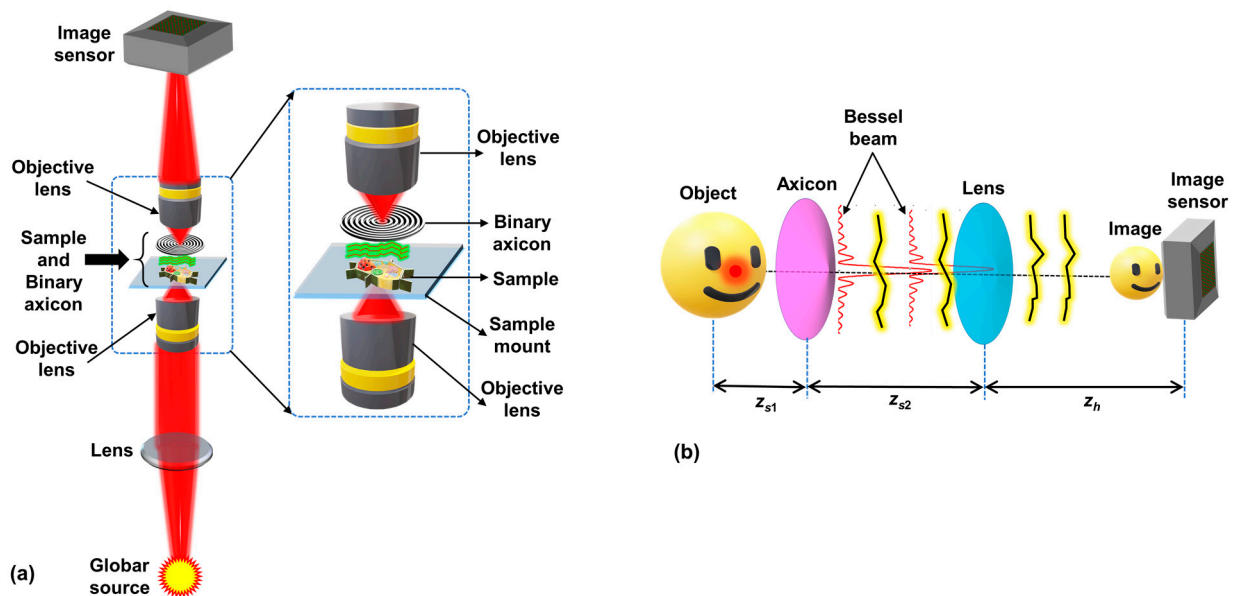 Image
sensor
Objective
lens
Sample
and
Binary
axicon
Objective
lens
Lens
Globar
source
(a)
Objective
lens
Binary
axicon
Sample
Sample
mount
Objective
lens
Bessel
beam
Object
Axicon
Lens
Image
sensor
Image
z_s1
z_s2
z_h
(b)